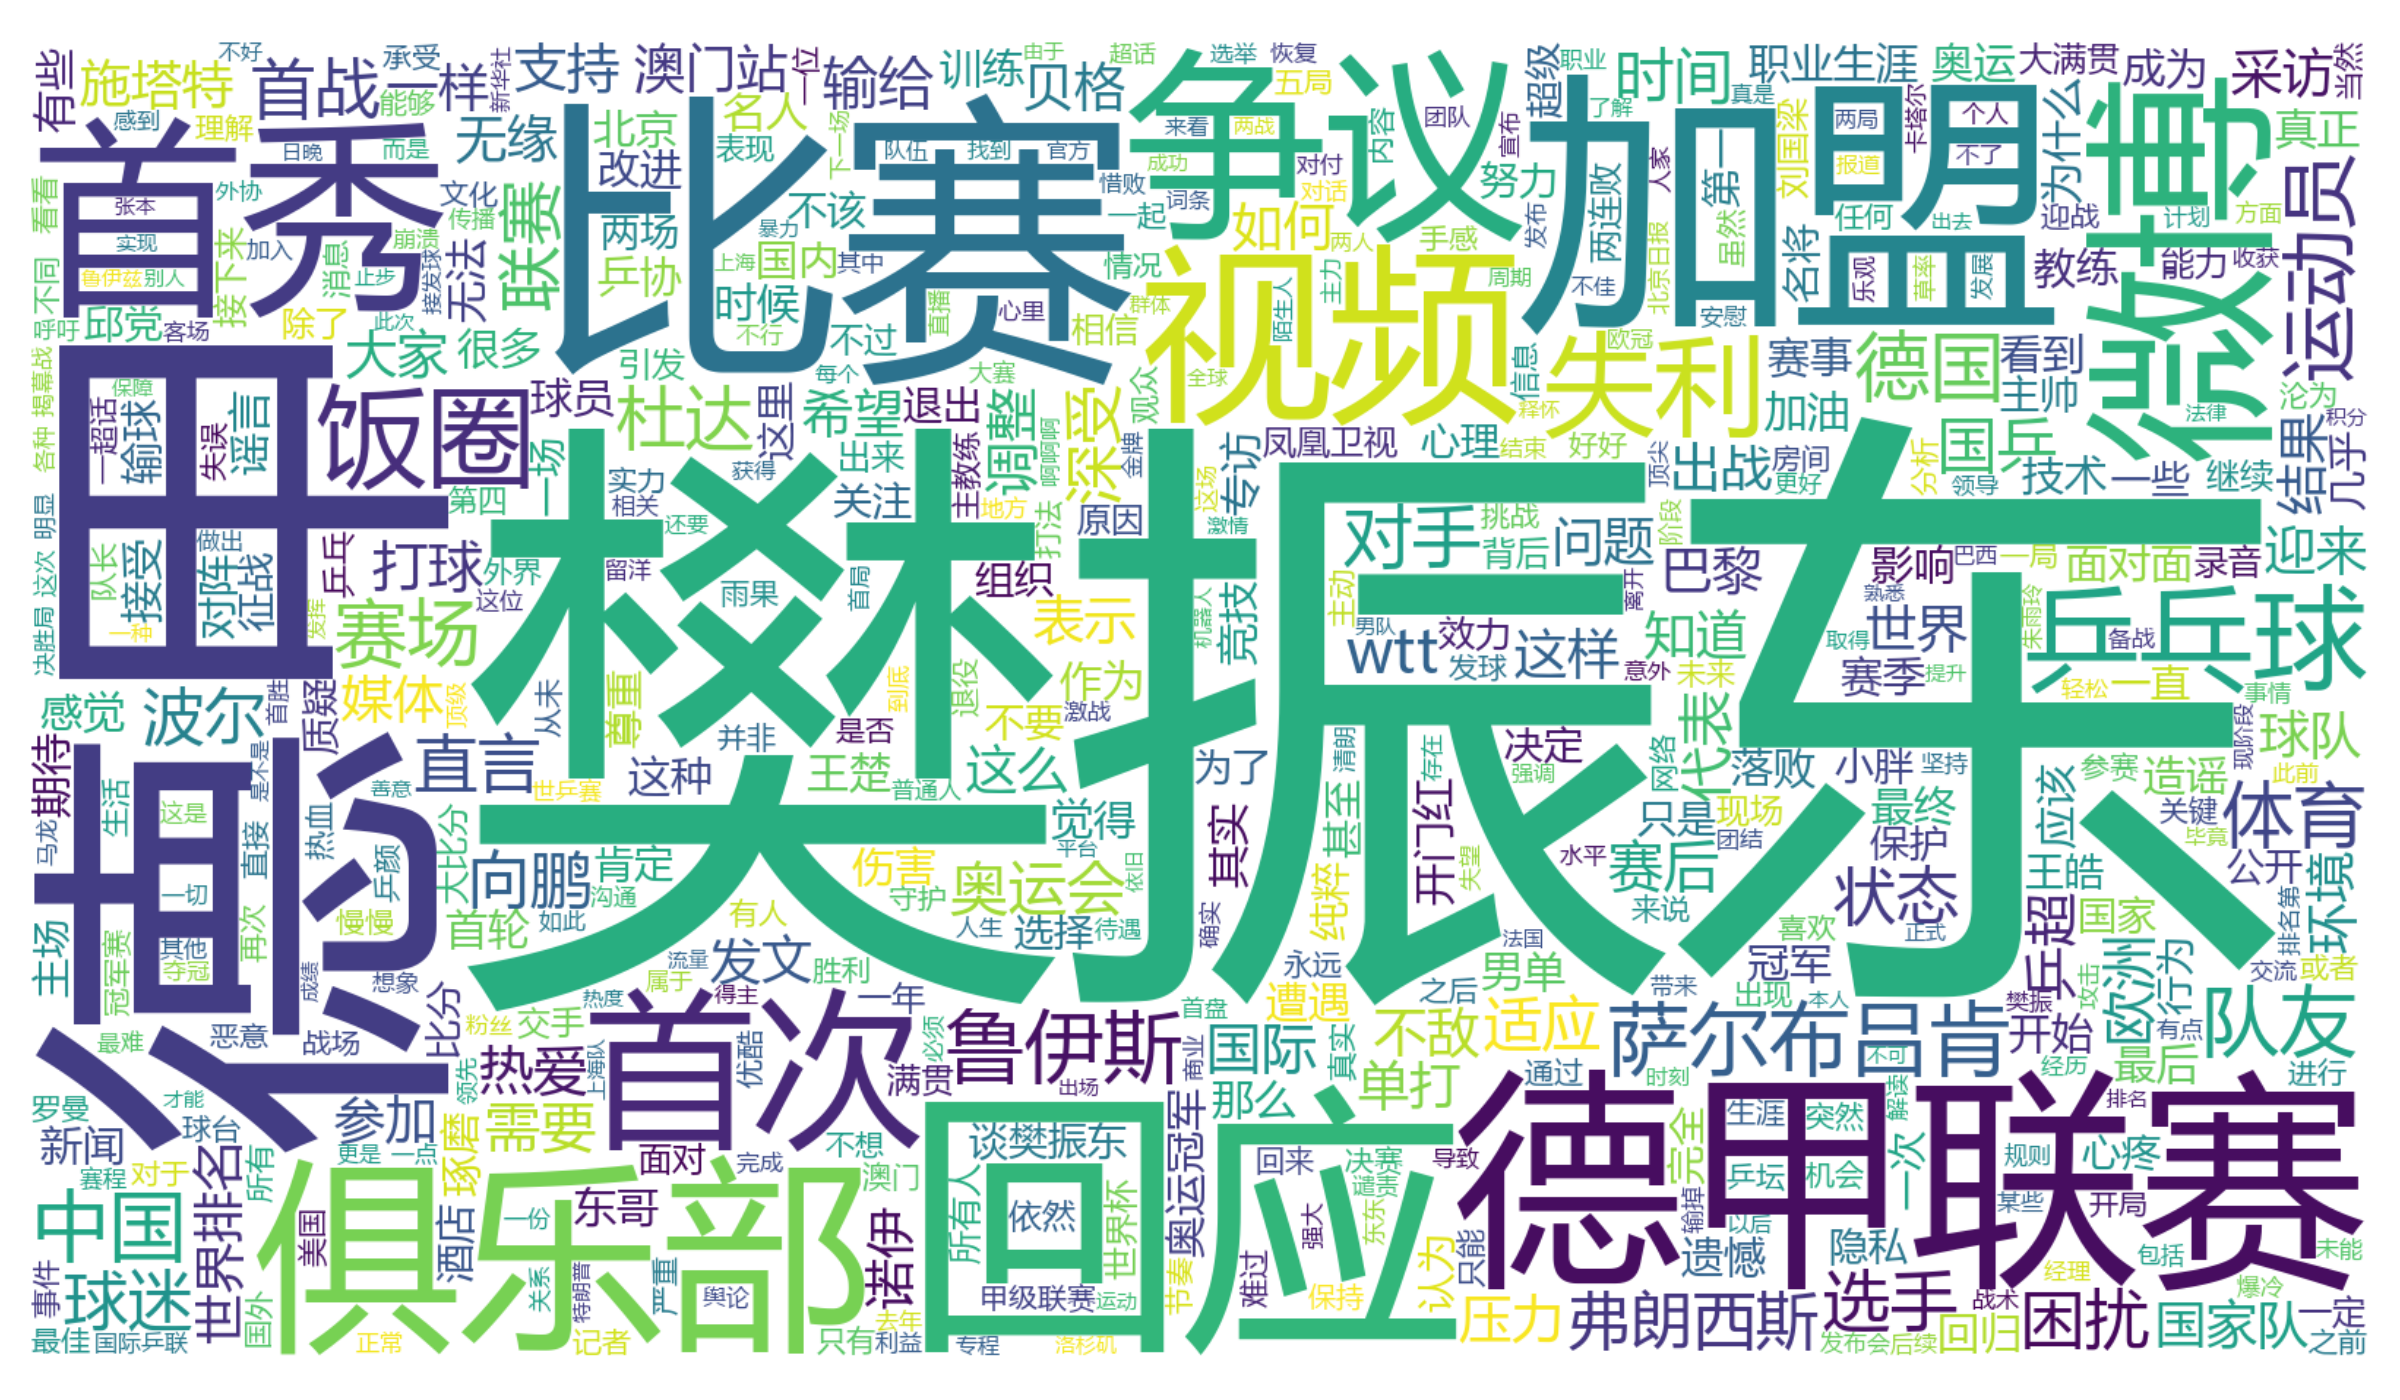 樊振东
比赛
首秀
德甲
德甲联赛
争议
加盟
微博
视频
失利
俱乐部
首次
回应
饭圈
乒乓球
运动员
施塔特
首战
有些
承受
能够
一样
支持
澳门站
一位
输给
训练
贝格
超级
时间
职业生涯
奥运
大满贯
成为
采访
当然
不好
新华社
由于
超话
选举
恢复
五局
职业
了解
真是
感到
理解
日晚
而是
无缘
北京
名人
改进
表现
下一场
队伍
找到
官方
惜败
来看
两战
成功
对付
对话
词条
一起
团队
内容
宣布
努力
人家
第一
两连败
发布
刘国梁
两局
卡塔尔
个人
报道
不了
为什么
真正
任何
出去
迎战
计划
方面
看看
张本
外协
文化
传播
实现
加入
崩溃
消息
鲁伊兹
别人
止步
接下来
接发球
无法
联赛
两场
乒协
不该
暴力
上海
国内
其中
时候
情况
如何
两人
手感
周期
主力
陌生人
不佳
北京日报
虽然
名将
乐观
草率
发展
教练
能力
收获
不同
邱党
客场
除了
此次
大家
很多
引发
不行
不过
直播
心里
相信
群体
安慰
揭幕战
各种
保障
一超话
输球
失误
谣言
球员
杜达
这里
每个
希望
退出
大赛
调整
观众
深受
全球
释怀
欧冠
信息
赛事
德国
看到
主帅
加油
法律
沦为
积分
凤凰卫视
心理
结束
好好
顶尖
出战
房间
更好
国乒
分析
领导
技术
一些
继续
结果
几乎
明显
这次
决胜局
队长
接受
做出
对阵
征战
一种
第四
一场
实力
相关
获得
还要
关注
出来
主教练
地方
啊啊啊
金牌
打法
原因
这场
激情
专访
对手
挑战
背后
问题
阶段
巴黎
影响
巴西
一局
面对面
录音
迎来
乒乓
打球
外界
这位
留洋
雨果
首局
组织
表示
竞技
机器人
主动
男队
wtt
效力
发球
这样
离开
意外
未来
知道
熟悉
世界
取得
赛季
提升
朱雨玲
备战
轻松
一直
事情
赛场
发挥
感觉
波尔
首胜
质疑
媒体
顶级
从未
尊重
并非
是否
到底
退役
作为
不要
激战
为了
清朗
存在
决定
强调
网络
代表
落败
小胖
坚持
参赛
造谣
现阶段
此前
球队
期待
生活
这是
是不是
善意
直言
世乒赛
这种
王楚
普通人
这么
觉得
平台
其实
甚至
开门红
水平
只是
现场
团结
最终
保护
应该
关键
毕竟
体育
马龙
直接
热血
乒颜
大比分
向鹏
肯定
伤害
守护
奥运会
依旧
沟通
纯粹
失望
赛后
来说
状态
王皓
公开
环境
排名第
主场
冠军赛
一切
其他
夺冠
再次
慢慢
成绩
想象
首轮
如此
有人
发文
胜利
人生
选择
待遇
确实
永远
法国
男单
喜欢
正式
冠军
出现
本人
带来
乒超
国家
欧洲
行为
交流
或者
攻击
最难
恶意
战场
比分
粉丝
交手
热度
流量
属于
得主
一年
鲁伊斯
首盘
国际
遭遇
真实
之后
不敌
适应
萨尔布吕肯
樊振
开始
有点
队友
经历
最后
进行
罗曼
才能
新闻
球台
参加
领先
热爱
上海队
优酷
满贯
必须
出场
商业
那么
单打
通过
时刻
不可
解读
排名
赛程
对于
所有
世界排名
更是
一点
琢磨
需要
面对
完成
不想
澳门
谈樊振东
所有人
依然
世界杯
奥运冠军
回来
决赛
谴责
导致
完全
生涯
突然
乒坛
机会
一次
规则
某些
心疼
开局
中国
美国
酒店
一份
东哥
诺伊
节奏
难过
强大
东东
只能
输掉
以后
遗憾
隐私
包括
未能
事件
球迷
国外
关系
特朗普
严重
舆论
去年
甲级联赛
运动
保持
认为
压力
弗朗西斯
经理
选手
战术
困扰
爆冷
国家队
一定
最佳
国际乒联
正常
记者
只有
利益
专程
洛杉矶
发布会后续
回归
之前